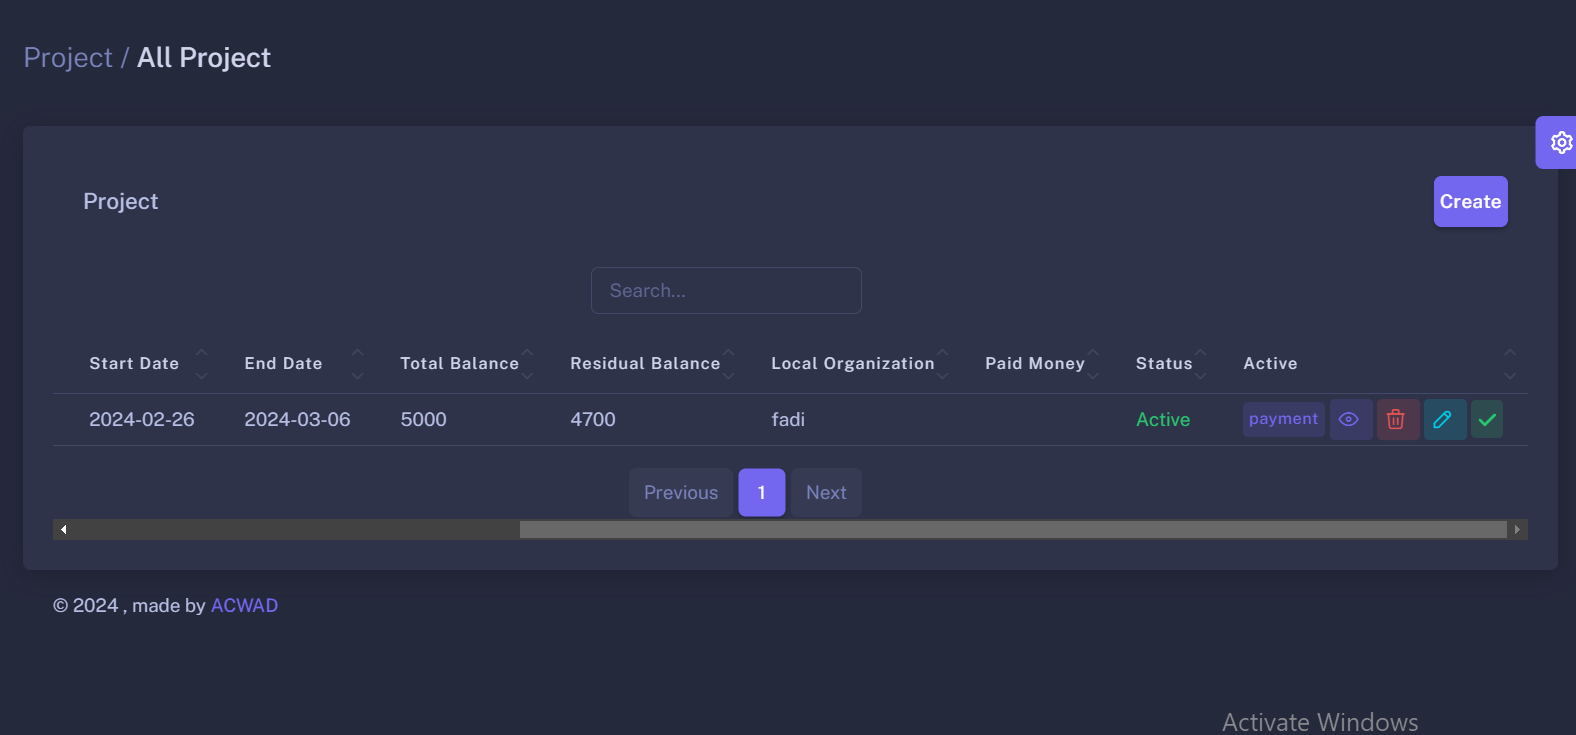 Project / All Project
Project
Create
Search...
Start Date End Date Total Balance Residual Balance Local Organization Paid Money Status Active
2024-02-26 2024-03-06 5000 4700 fadi Active payment
Previous 1 Next
© 2024 , made by ACWAD
Activate Windows